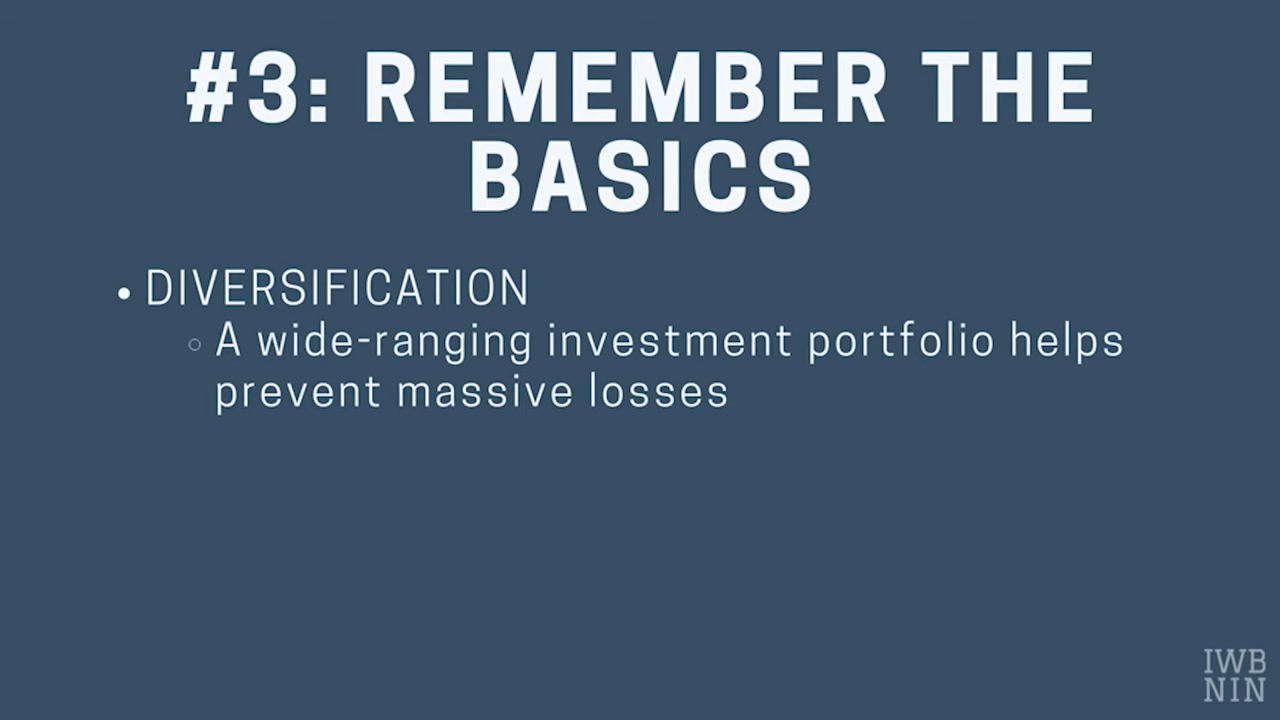 #3: REMEMBER THE
BASICS
• DIVERSIFICATION
○ A wide-ranging investment portfolio helps
prevent massive losses
IWB
NIN